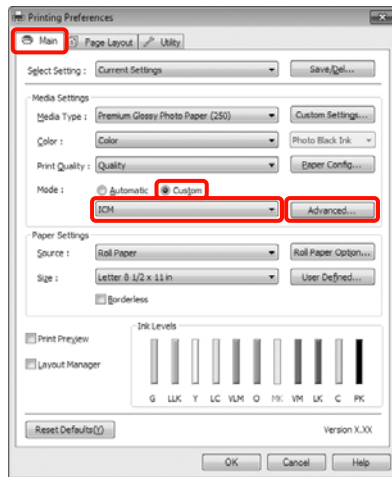 Printing Preferences
Main Page Layout Utility
Select Setting : Current Settings Save/Del...
Media Settings
Media Type : Premium Glossy Photo Paper (250) Custom Settings...
Color : Color Photo Black Ink
Print Quality : Quality Paper Config...
Mode : Automatic Custom
ICM Advanced...
Paper Settings
Source : Roll Paper Roll Paper Option...
Size : Letter 8 1/2 x 11 in User Defined...
Borderless
Ink Levels
Print Preview
Layout Manager
G LLK Y LC VLM O MK VM LK C PK
Reset Defaults(Y) Version X.XX
OK Cancel Help